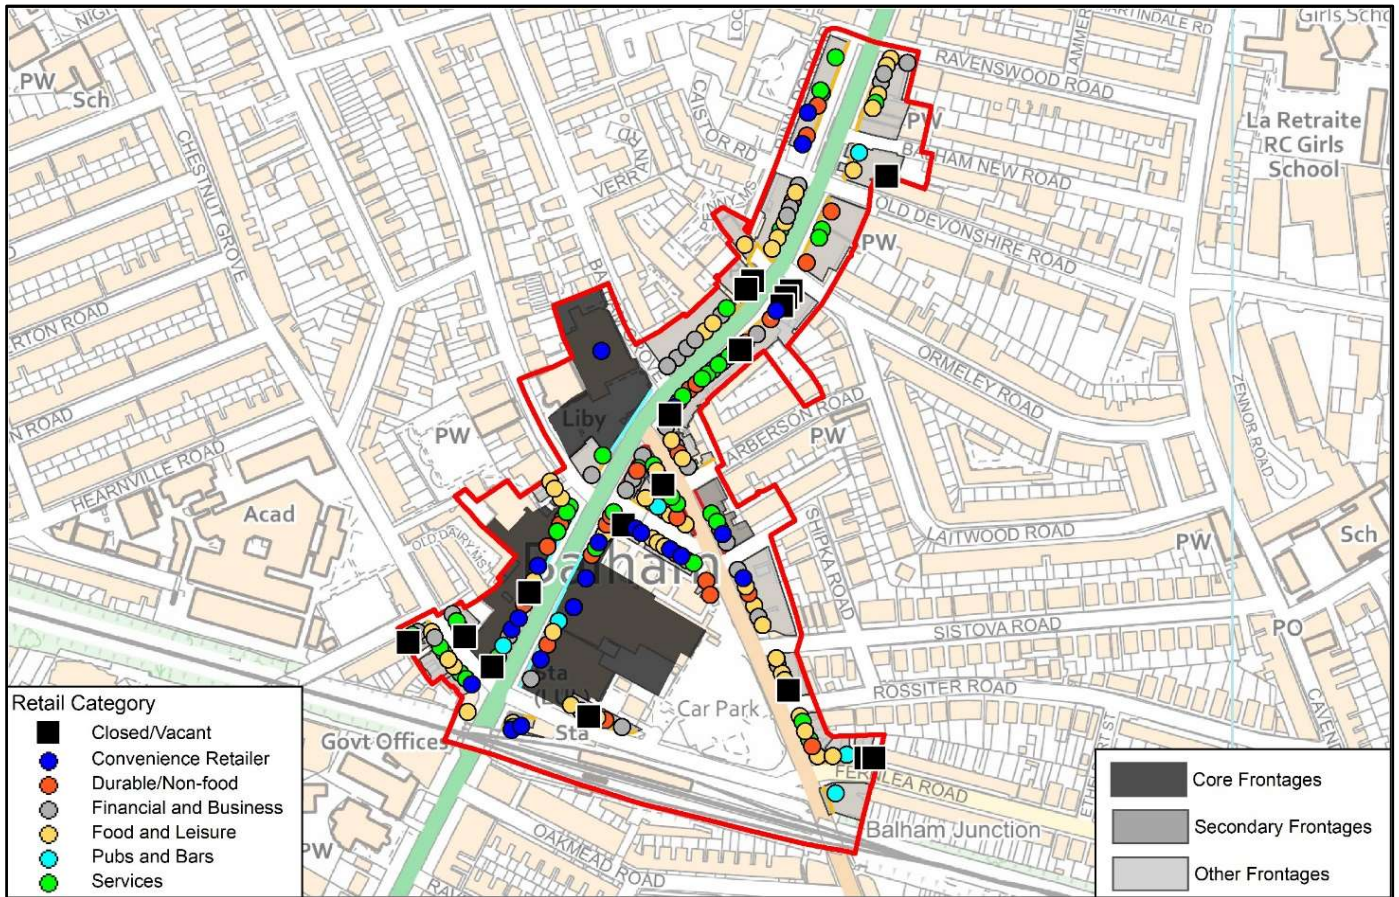 MARTINDALE RD
Girls Scho
PW
Sch
RAVENSWOOD ROAD
CASTOR RD
PW
La Retraite
RC Girls
School
BALHAM NEW ROAD
VERRAN RD
CHESTNUT GROVE
OLD DEVONSHIRE ROAD
PW
RTON ROAD
ORMELEY ROAD
ZENNOR ROAD
N ROAD
Liby
PW
ARBERSON ROAD
PW
HEARNVILLE ROAD
Acad
SHIPKA ROAD
LAITWOOD ROAD
PW
Sch
OLD DAIRY MS
Balham
SISTOVA ROAD
PO
Sta
(LUL)
ROSSITER ROAD
Car Park
Govt Offices
Sta
FERNLEA ROAD
Balham Junction
OAKMEAD ROAD
PW
CAVEN
Retail Category
Closed/Vacant
Convenience Retailer
Durable/Non-food
Financial and Business
Food and Leisure
Pubs and Bars
Services
Core Frontages
Secondary Frontages
Other Frontages